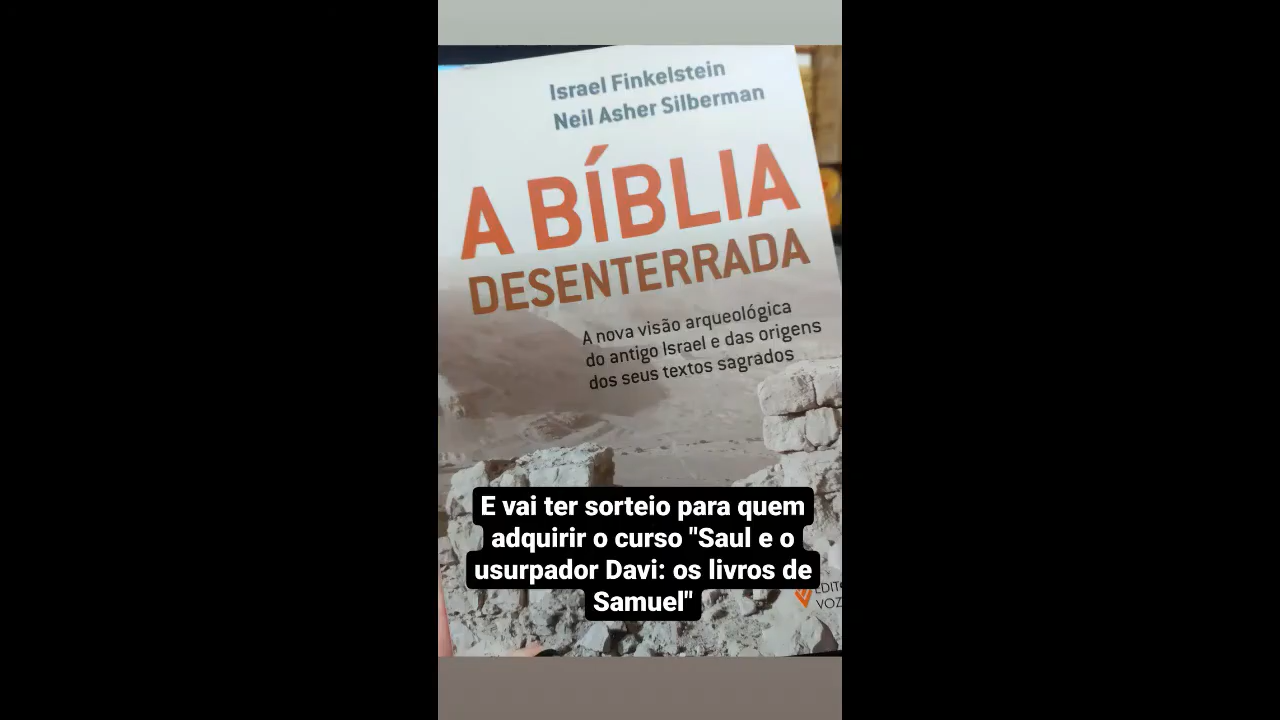 Israel Finkelstein
Neil Asher Silberman
A BÍBLIA
DESENTERRADA
A nova visão arqueológica
do antigo Israel e das origens
dos seus textos sagrados
E vai ter sorteio para quem
adquirir o curso "Saul e o
usurpador Davi: os livros de
Samuel"